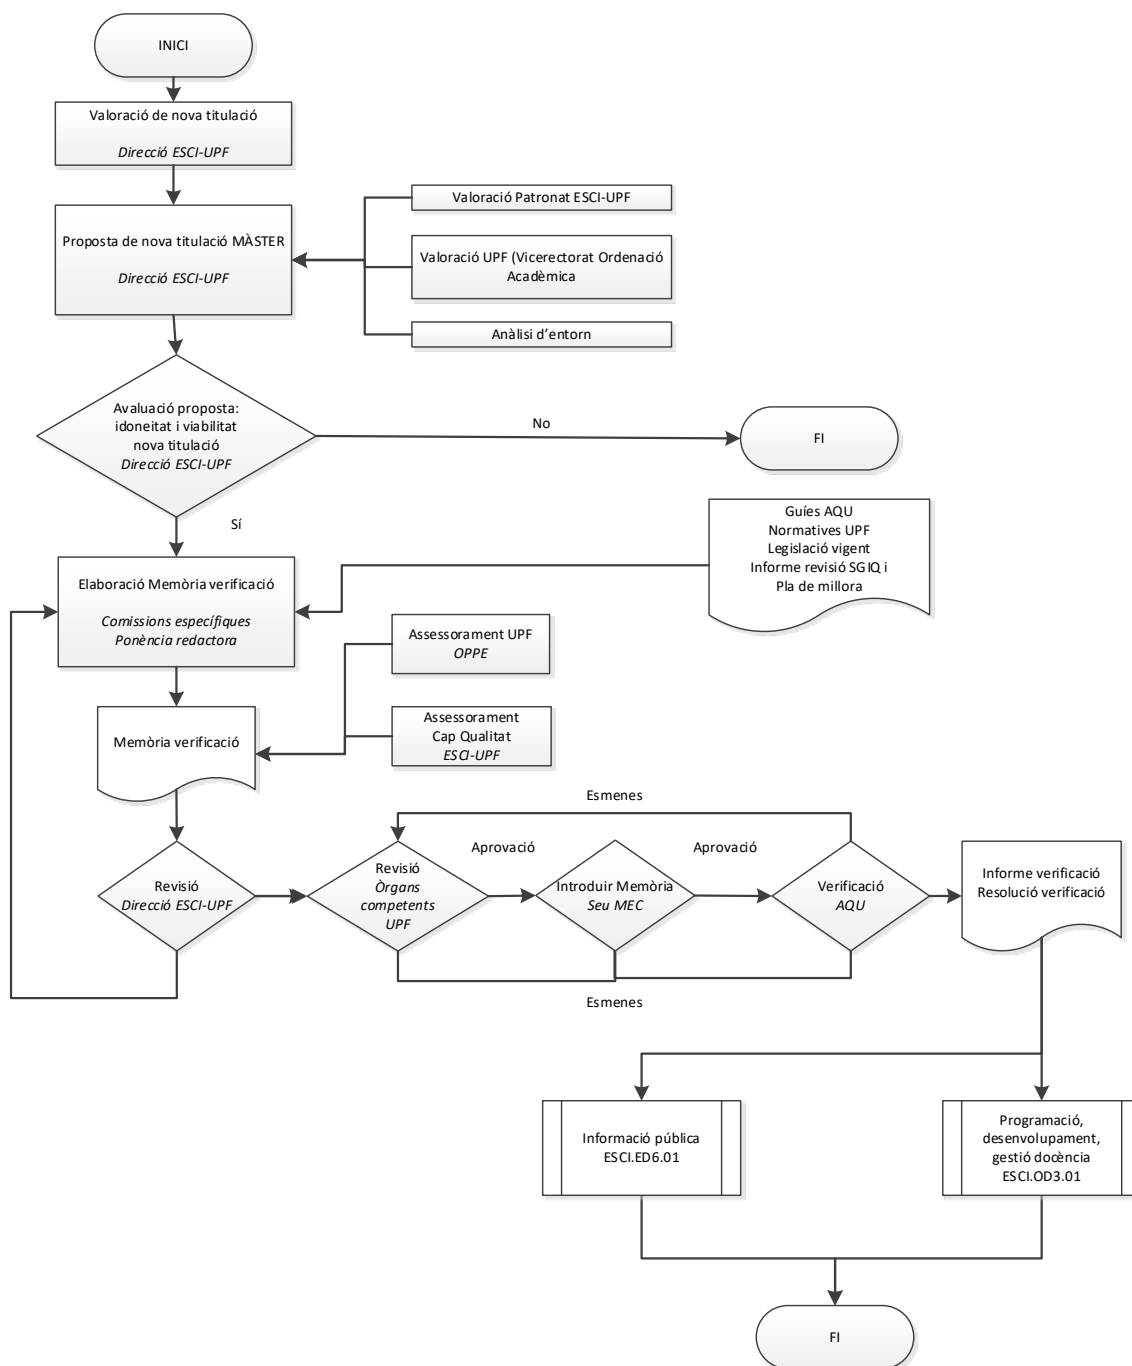 INICI
Valoració de nova titulació
Direcció ESCI-UPF
Valoració Patronat ESCI-UPF
Proposta de nova titulació MÀSTER
Direcció ESCI-UPF
Valoració UPF (Vicerectorat Ordenació
Acadèmica
Anàlisi d’entorn
Avaluació proposta:
idoneitat i viabilitat
nova titulació
Direcció ESCI-UPF
No
FI
Sí
Guíes AQU
Normatives UPF
Legislació vigent
Informe revisió SGIQ i
Pla de millora
Elaboració Memòria verificació
Comissions específiques
Ponència redactora
Assessorament UPF
OPPE
Memòria verificació
Assessorament
Cap Qualitat
ESCI-UPF
Esmenes
Revisió
Direcció ESCI-UPF
Revisió
Òrgans
competents
UPF
Aprovació
Introduir Memòria
Seu MEC
Aprovació
Verificació
AQU
Informe verificació
Resolució verificació
Esmenes
Informació pública
ESCI.ED6.01
Programació,
desenvolupament,
gestió docència
ESCI.OD3.01
FI